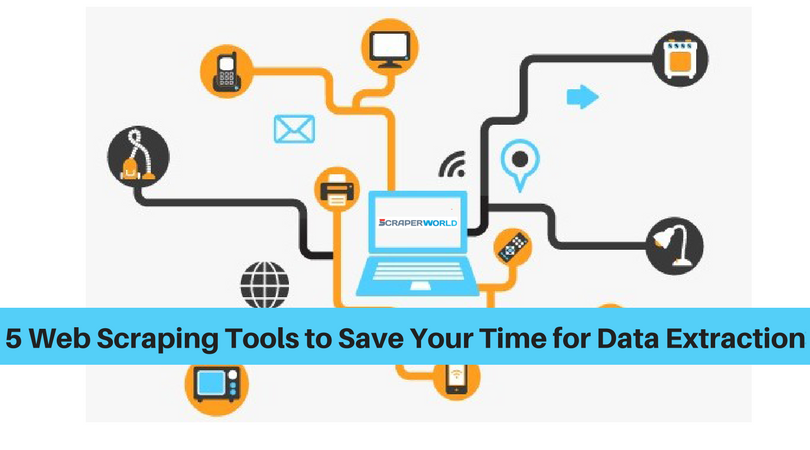 SCRAPERWORLD
5 Web Scraping Tools to Save Your Time for Data Extraction